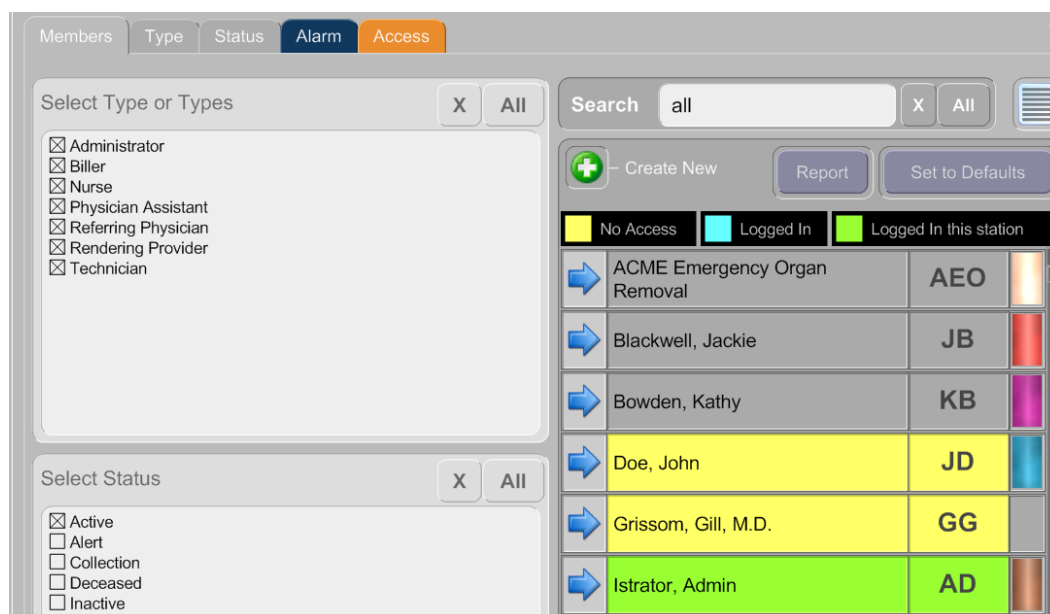 Members Type Status Alarm Access
Select Type or Types X All
Administrator
Biller
Nurse
Physician Assistant
Referring Physician
Rendering Provider
Technician
Select Status X All
Active
Alert
Collection
Deceased
Inactive
Search all X All
Create New Report Set to Defaults
No Access Logged In Logged In this station
ACME Emergency Organ
Removal AEO
Blackwell, Jackie JB
Bowden, Kathy KB
Doe, John JD
Grissom, Gill, M.D. GG
Istrator, Admin AD